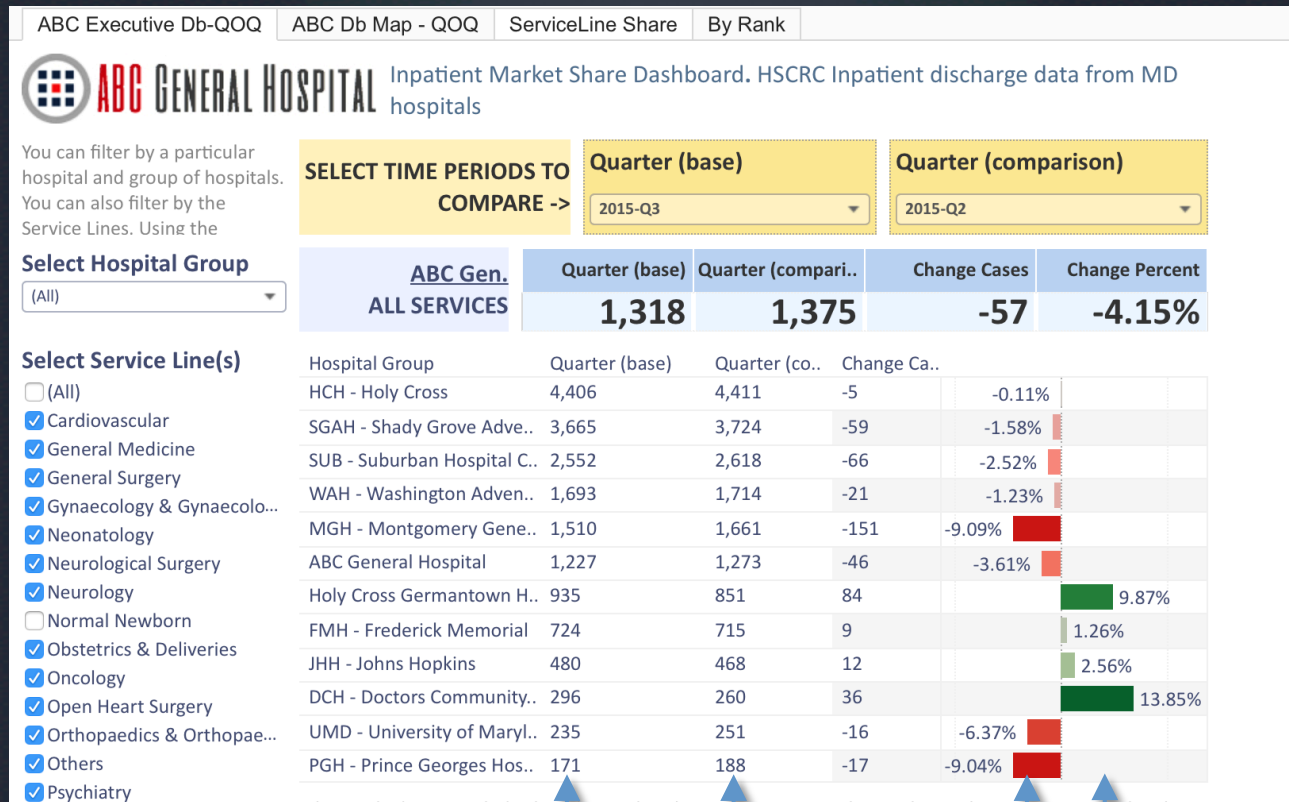 ABC Executive Db-QOQ
ABC Db Map - QOQ
ServiceLine Share
By Rank
ABC GENERAL HOSPITAL
Inpatient Market Share Dashboard. HSCRC Inpatient discharge data from MD
hospitals
You can filter by a particular
hospital and group of hospitals.
You can also filter by the
Service Lines. Using the
SELECT TIME PERIODS TO
COMPARE ->
Quarter (base)
2015-Q3
Quarter (comparison)
2015-Q2
Select Hospital Group
(All)
ABC Gen.
ALL SERVICES
Quarter (base) Quarter (compari.. Change Cases Change Percent
1,318 1,375 -57 -4.15%
Select Service Line(s)
(All)
Cardiovascular
General Medicine
General Surgery
Gynaecology & Gynaecolo...
Neonatology
Neurological Surgery
Neurology
Normal Newborn
Obstetrics & Deliveries
Oncology
Open Heart Surgery
Orthopaedics & Orthopae...
Others
Psychiatry
Hospital Group Quarter (base) Quarter (co.. Change Ca..
HCH - Holy Cross 4,406 4,411 -5 -0.11%
SGAH - Shady Grove Adve.. 3,665 3,724 -59 -1.58%
SUB - Suburban Hospital C.. 2,552 2,618 -66 -2.52%
WAH - Washington Adven.. 1,693 1,714 -21 -1.23%
MGH - Montgomery Gene.. 1,510 1,661 -151 -9.09%
ABC General Hospital 1,227 1,273 -46 -3.61%
Holy Cross Germantown H.. 935 851 84 9.87%
FMH - Frederick Memorial 724 715 9 1.26%
JHH - Johns Hopkins 480 468 12 2.56%
DCH - Doctors Community.. 296 260 36 13.85%
UMD - University of Maryl.. 235 251 -16 -6.37%
PGH - Prince Georges Hos.. 171 188 -17 -9.04%